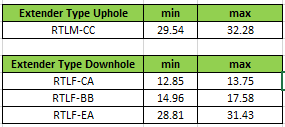 Extender Type Uphole min max
RTLM-CC 29.54 32.28
Extender Type Downhole min max
RTLF-CA 12.85 13.75
RTLF-BB 14.96 17.58
RTLF-EA 28.81 31.43